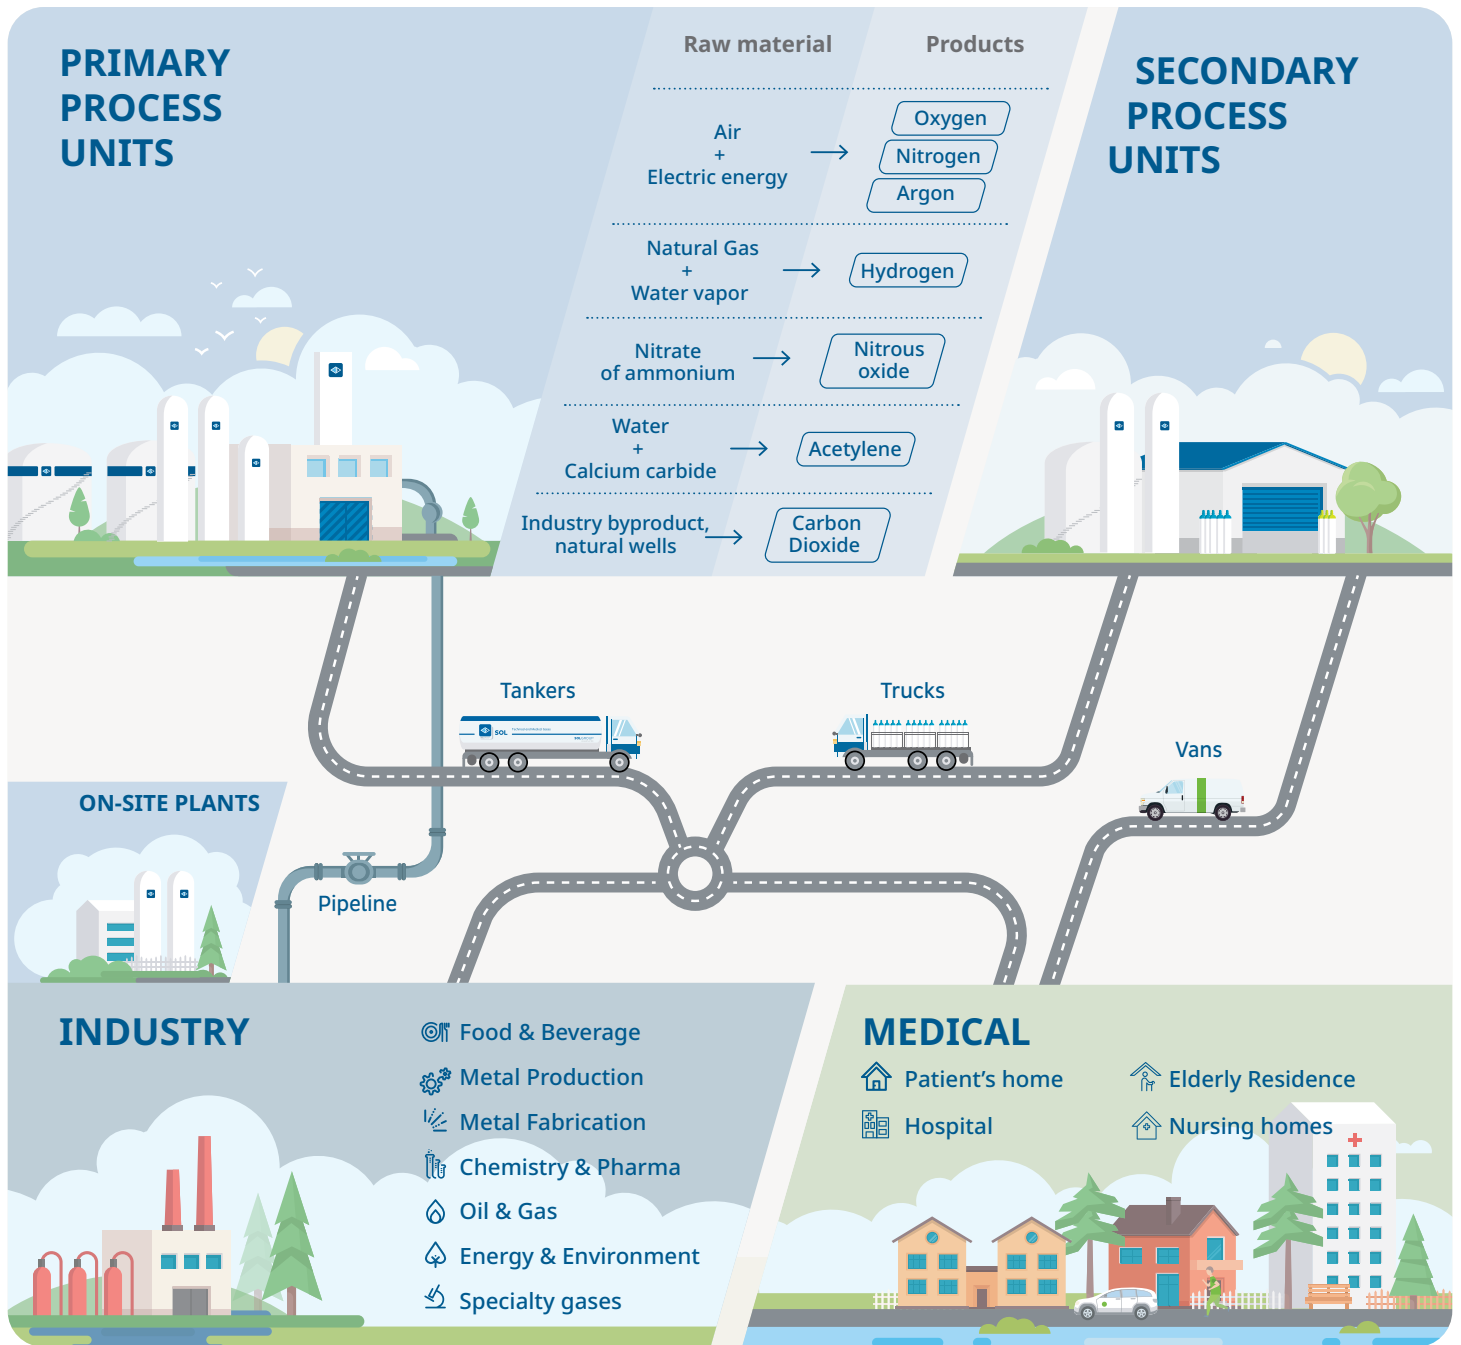 PRIMARY
PROCESS
UNITS
Raw material
Products
Air
+
Electric energy
Oxygen
Nitrogen
Argon
Natural Gas
+
Water vapor
Hydrogen
Nitrate
of ammonium
Nitrous
oxide
Water
+
Calcium carbide
Acetylene
Industry byproduct,
natural wells
Carbon
Dioxide
SECONDARY
PROCESS
UNITS
Tankers
SOL
Trucks
Vans
ON-SITE PLANTS
Pipeline
INDUSTRY
Food & Beverage
Metal Production
Metal Fabrication
Chemistry & Pharma
Oil & Gas
Energy & Environment
Specialty gases
MEDICAL
Patient’s home
Elderly Residence
Hospital
Nursing homes